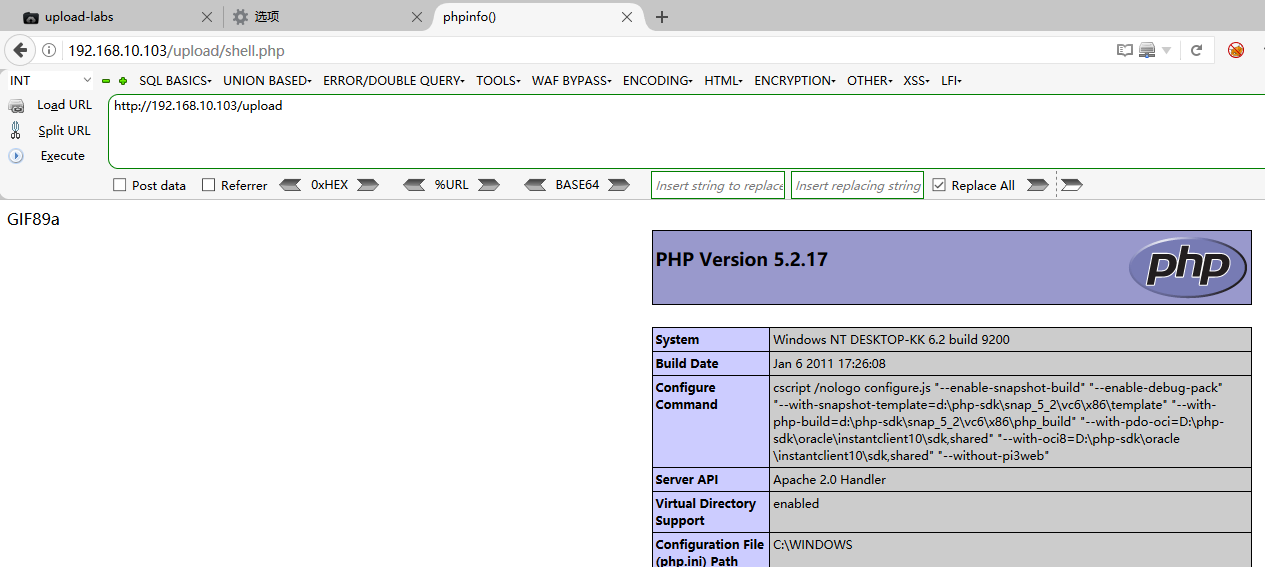 upload-labs
选项
phpinfo()
192.168.10.103/upload/shell.php
INT
SQL BASICS
UNION BASED
ERROR/DOUBLE QUERY
TOOLS
WAF BYPASS
ENCODING
HTML
ENCRYPTION
OTHER
XSS
LFI
Load URL
http://192.168.10.103/upload
Split URL
Execute
Post data
Referrer
0xHEX
%URL
BASE64
Insert string to replace
Insert replacing string
Replace All
GIF89a
PHP Version 5.2.17
php
System
Windows NT DESKTOP-KK 6.2 build 9200
Build Date
Jan 6 2011 17:26:08
Configure
Command
cscript /nologo configure.js "--enable-snapshot-build" "--enable-debug-pack"
"--with-snapshot-template=d:\php-sdk\snap_5_2\vc6\x86\template" "--with-
php-build=d:\php-sdk\snap_5_2\vc6\x86\php_build" "--with-pdo-oci=D:\php-
sdk\oracle\instantclient10\sdk,shared" "--with-oci8=D:\php-sdk\oracle
\instantclient10\sdk,shared" "--without-pi3web"
Server API
Apache 2.0 Handler
Virtual Directory
Support
enabled
Configuration File
(php.ini) Path
C:\WINDOWS